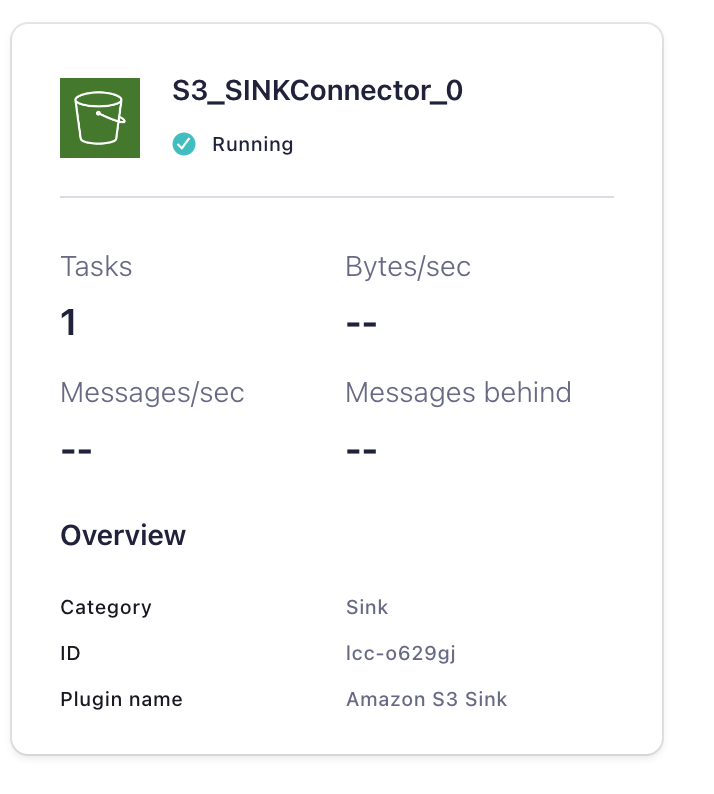 S3_SINKConnector_0
Running
Tasks
Bytes/sec
1
--
Messages/sec
Messages behind
--
--
Overview
Category Sink
ID lcc-o629gj
Plugin name Amazon S3 Sink